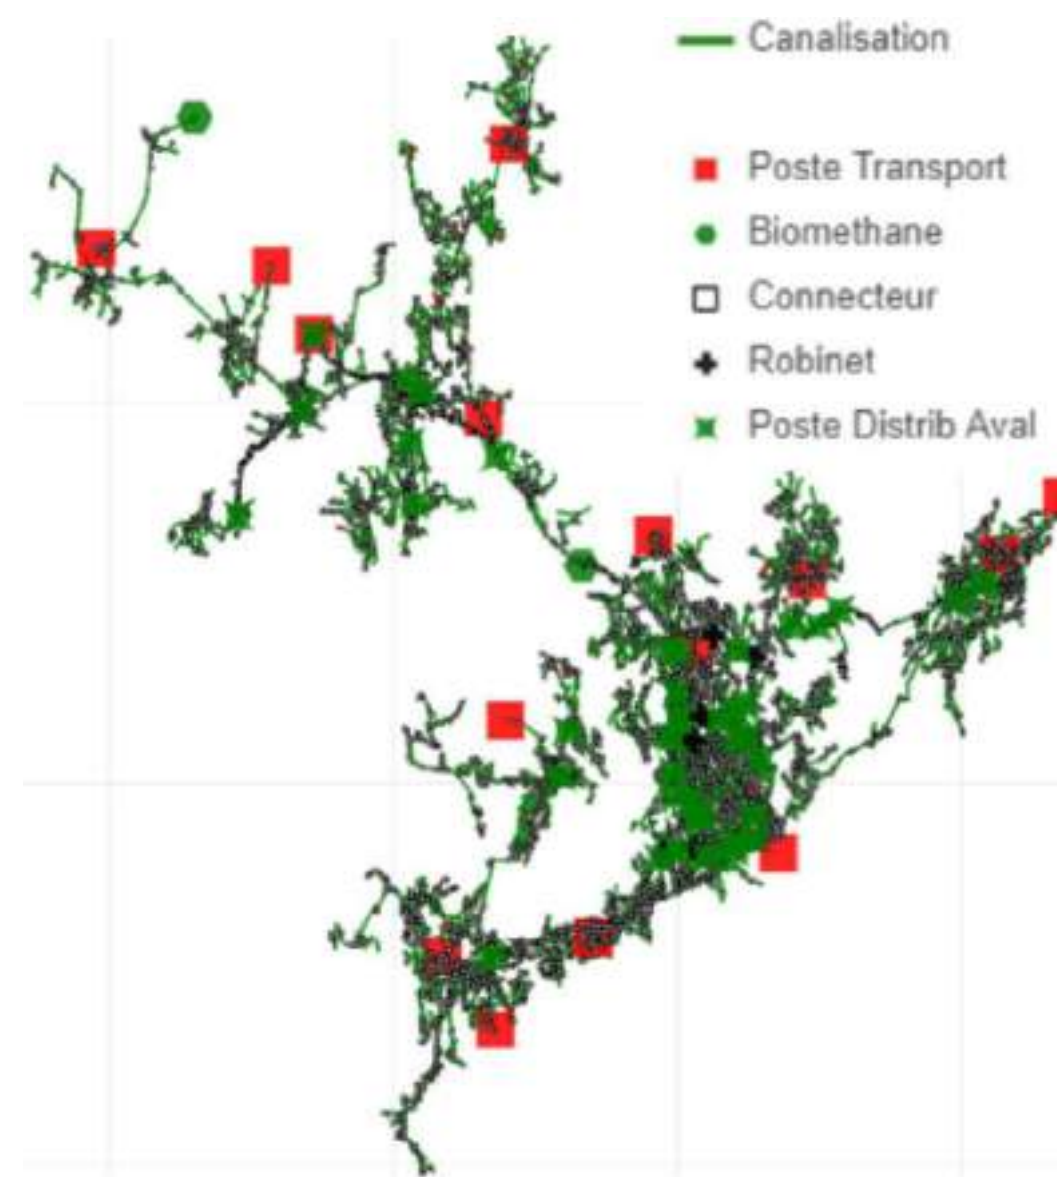 Canalisation
Poste Transport
Biomethane
Connecteur
Robinet
Poste Distrib Aval